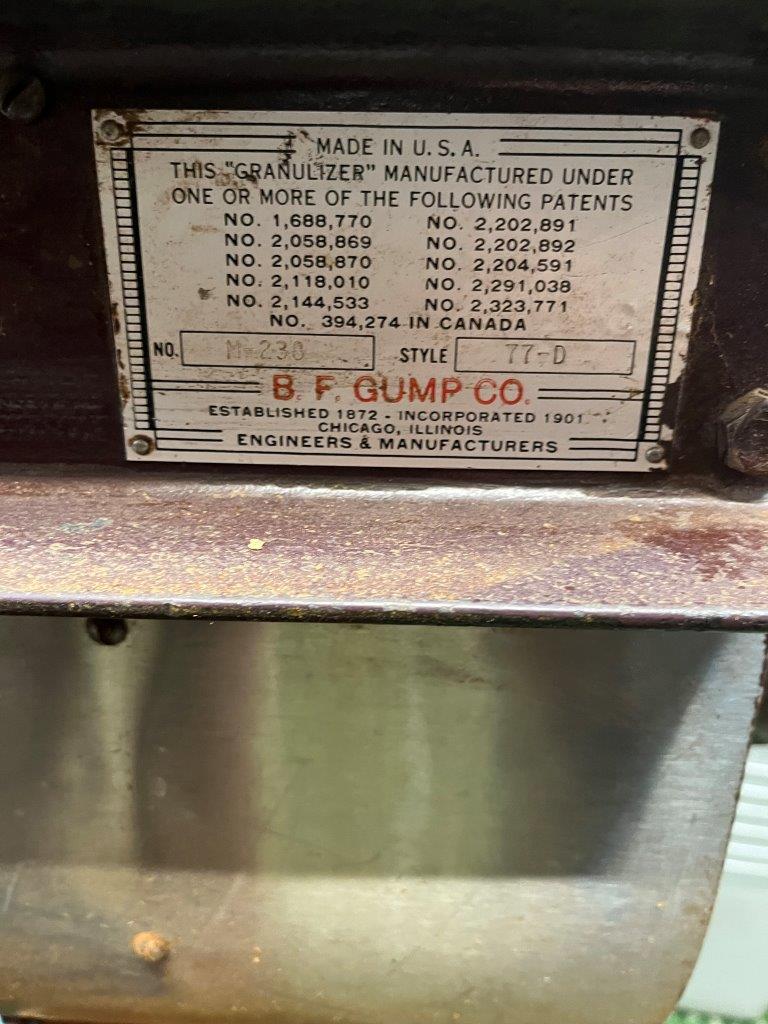 MADE IN U. S. A.
THIS "GRANULIZER" MANUFACTURED UNDER
ONE OR MORE OF THE FOLLOWING PATENTS
NO. 1,688,770 NO. 2,202,891
NO. 2,058,869 NO. 2,202,892
NO. 2,058,870 NO. 2,204,591
NO. 2,118,010 NO. 2,291,038
NO. 2,144,533 NO. 2,323,771
NO. 394,274 IN CANADA
NO. STYLE 77-D
B. F. GUMP CO.
ESTABLISHED 1872 - INCORPORATED 1901
CHICAGO, ILLINOIS
ENGINEERS & MANUFACTURERS